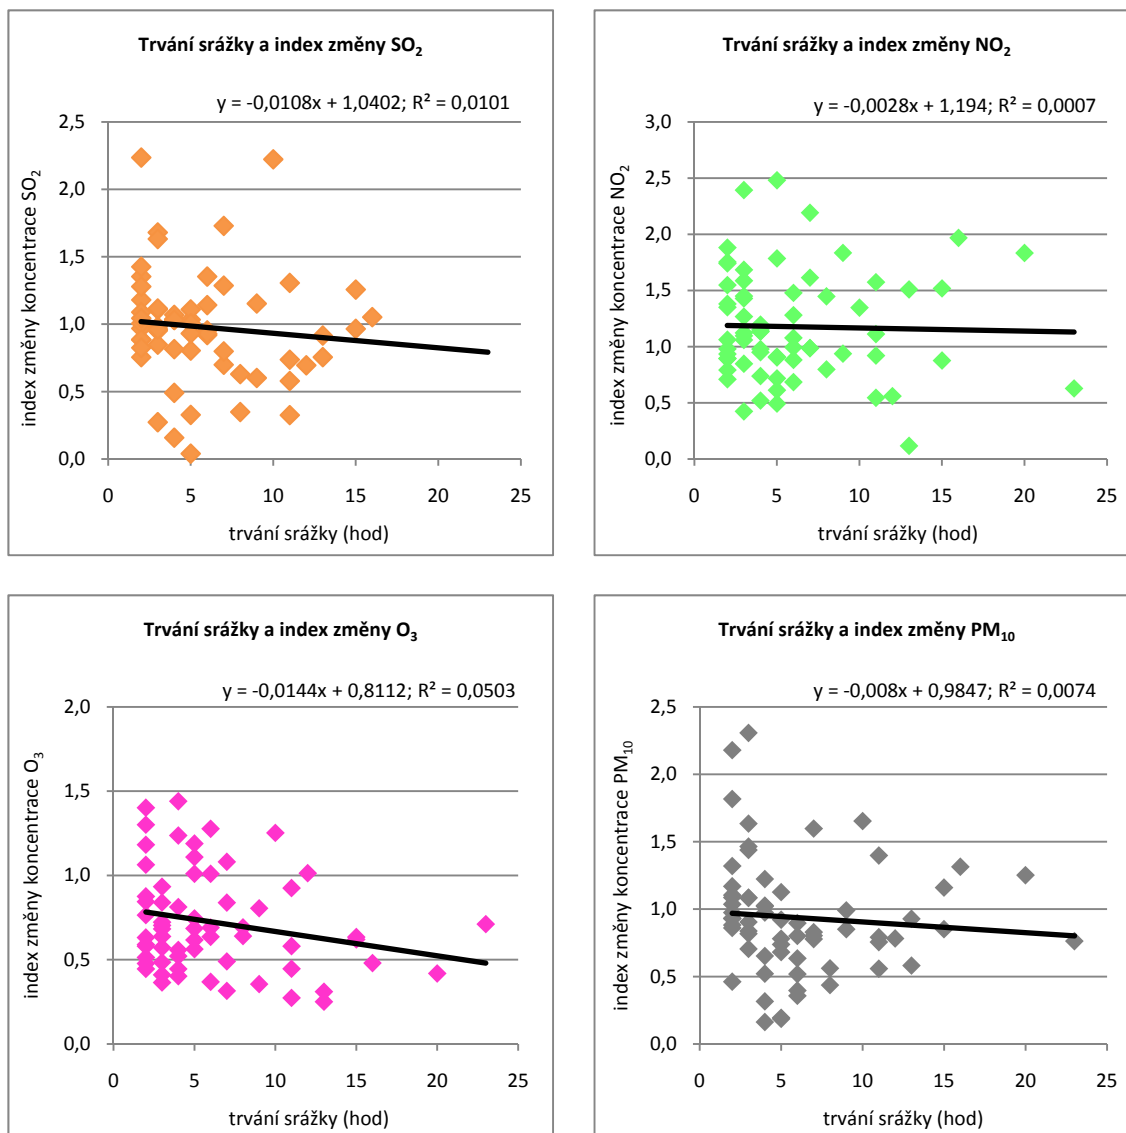 Trvání srážky a index změny SO₂
y = -0,0108x + 1,0402; R² = 0,0101
index změny koncentrace SO₂
2,5
2,0
1,5
1,0
0,5
0,0
0 5 10 15 20 25
trvání srážky (hod)
Trvání srážky a index změny NO₂
y = -0,0028x + 1,194; R² = 0,0007
index změny koncentrace NO₂
3,0
2,5
2,0
1,5
1,0
0,5
0,0
0 5 10 15 20 25
trvání srážky (hod)
Trvání srážky a index změny O₃
y = -0,0144x + 0,8112; R² = 0,0503
index změny koncentrace O₃
2,0
1,5
1,0
0,5
0,0
0 5 10 15 20 25
trvání srážky (hod)
Trvání srážky a index změny PM₁₀
y = -0,008x + 0,9847; R² = 0,0074
index změny koncentrace PM₁₀
2,5
2,0
1,5
1,0
0,5
0,0
0 5 10 15 20 25
trvání srážky (hod)